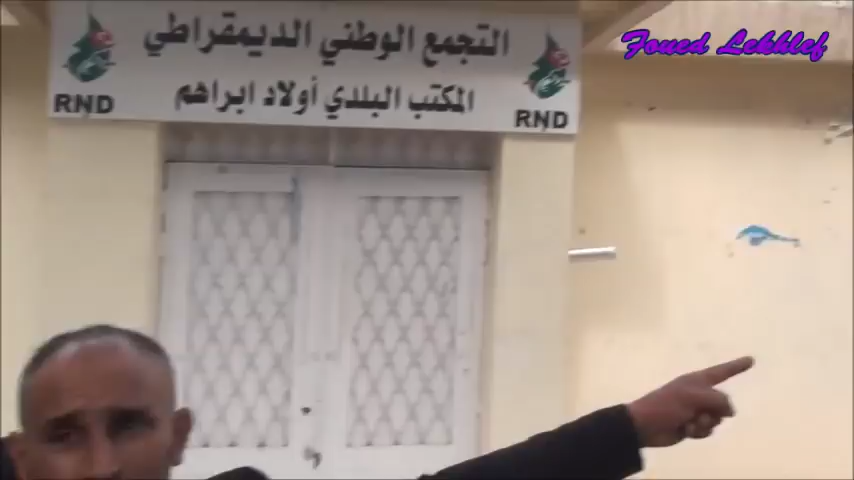 Foued Lekhlef
التجمع الوطني الديمقراطي
المكتب البلدي أولاد ابراهم
RND
RND